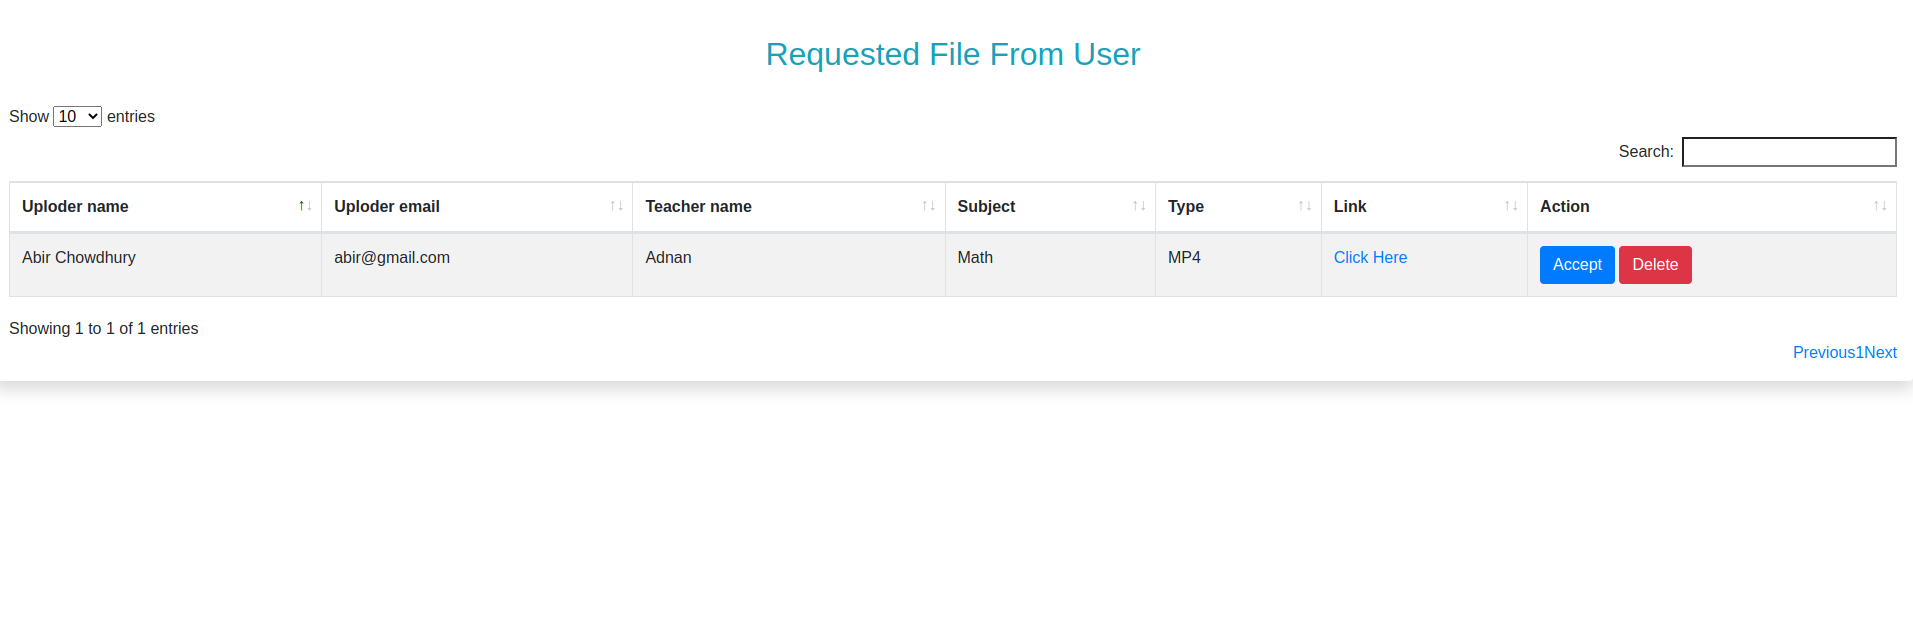 Requested File From User
Show 10 entries
Search:
Uploder name Uploder email Teacher name Subject Type Link Action
Abir Chowdhury abir@gmail.com Adnan Math MP4 Click Here Accept Delete
Showing 1 to 1 of 1 entries
Previous1Next